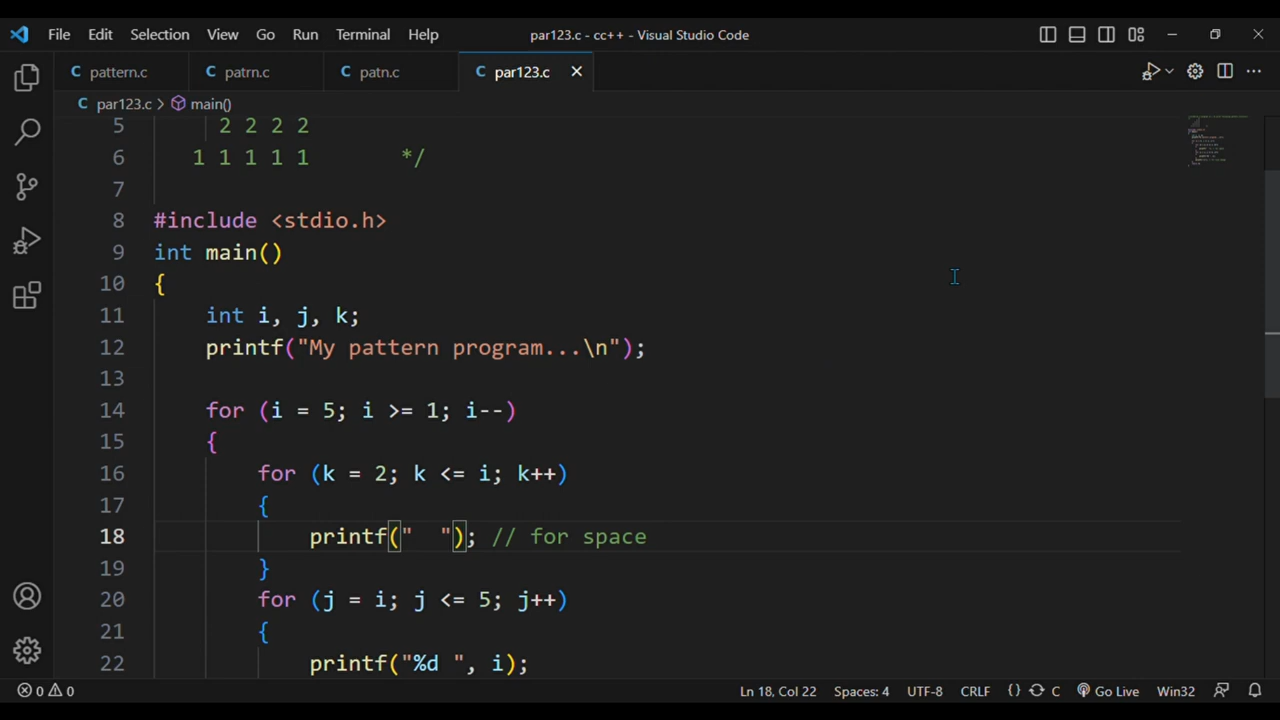 File Edit Selection View Go Run Terminal Help par123.c - cc++ - Visual Studio Code
C pattern.c C patrn.c C patn.c C par123.c
C par123.c > main()
5 2 2 2 2
6 1 1 1 1 1 */
7
8 #include <stdio.h>
9 int main()
10 {
11 int i, j, k;
12 printf("My pattern program...\n");
13
14 for (i = 5; i >= 1; i--)
15 {
16 for (k = 2; k <= i; k++)
17 {
18 printf("  "); // for space
19 }
20 for (j = i; j <= 5; j++)
21 {
22 printf("%d ", i);
0 0 Ln 18, Col 22 Spaces: 4 UTF-8 CRLF {} C Go Live Win32